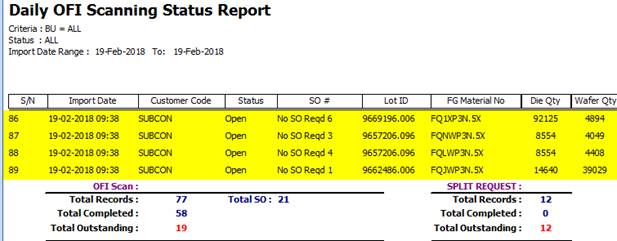 Daily OFI Scanning Status Report
Criteria : BU = ALL
Status : ALL
Import Date Range : 19-Feb-2018 To: 19-Feb-2018
S/N Import Date Customer Code Status SO # Lot ID FG Material No Die Qty Wafer Qty
86 19-02-2018 09:38 SUBCON Open No SO Reqd 6 9669196.006 FQ1XP3N.5X 92125 4894
87 19-02-2018 09:38 SUBCON Open No SO Reqd 3 9657206.096 FQNWP3N.5X 8554 4049
88 19-02-2018 09:38 SUBCON Open No SO Reqd 4 9657206.096 FQLWP3N.5X 8554 4408
89 19-02-2018 09:38 SUBCON Open No SO Reqd 1 9662486.006 FQJWP3N.5X 14640 39029
OFI Scan : SPLIT REQUEST :
Total Records : 77 Total SO : 21 Total Records : 12
Total Completed : 58 Total Completed : 0
Total Outstanding : 19 Total Outstanding : 12